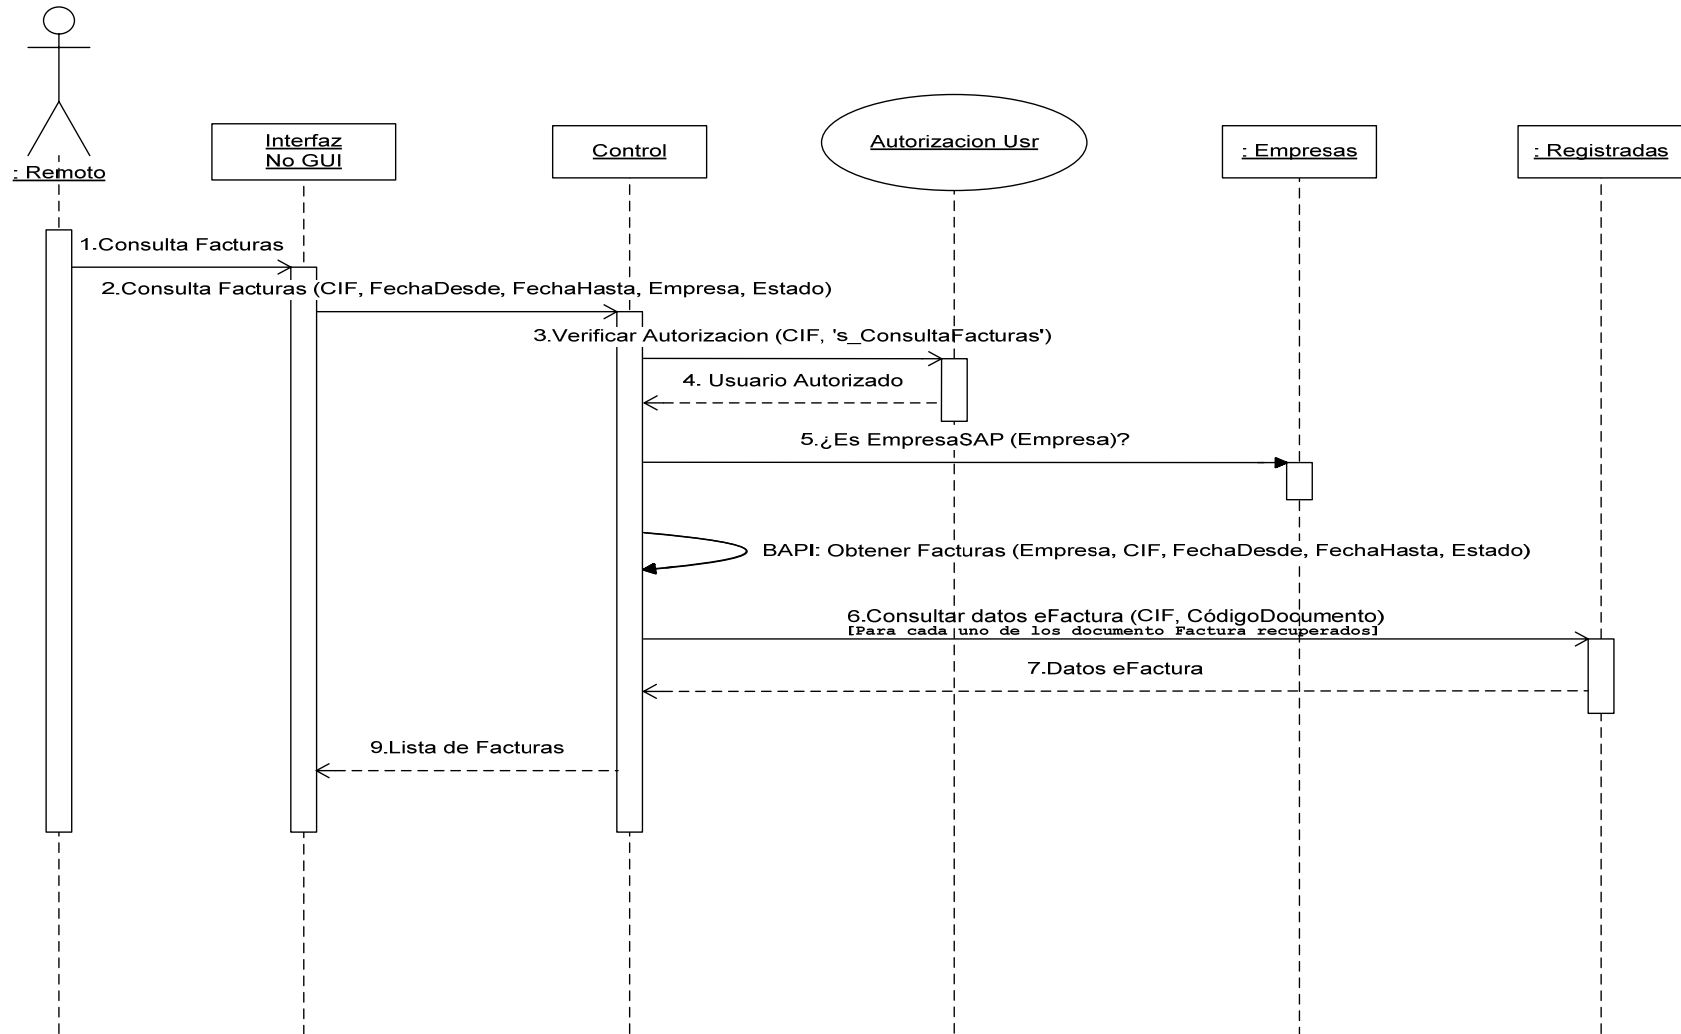 : Remoto
Interfaz
No GUI
Control
Autorizacion Usr
: Empresas
: Registradas
1.Consulta Facturas
2.Consulta Facturas (CIF, FechaDesde, FechaHasta, Empresa, Estado)
3.Verificar Autorizacion (CIF, 's_ConsultaFacturas')
4. Usuario Autorizado
5.¿Es EmpresaSAP (Empresa)?
BAPI: Obtener Facturas (Empresa, CIF, FechaDesde, FechaHasta, Estado)
6.Consultar datos eFactura (CIF, CódigoDocumento)
[Para cada uno de los documento Factura recuperados]
7.Datos eFactura
9.Lista de Facturas